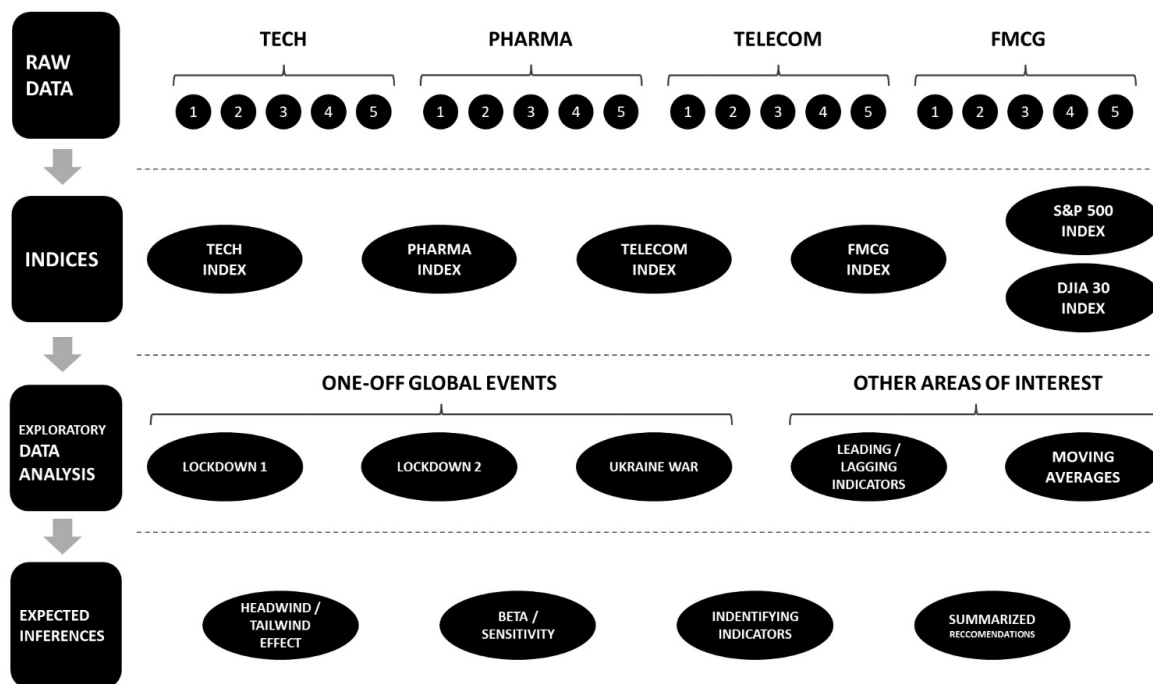 RAW
DATA
TECH
PHARMA
TELECOM
FMCG
1 2 3 4 5
1 2 3 4 5
1 2 3 4 5
1 2 3 4 5
INDICES
TECH
INDEX
PHARMA
INDEX
TELECOM
INDEX
FMCG
INDEX
S&P 500
INDEX
DJIA 30
INDEX
EXPLORATORY
DATA
ANALYSIS
ONE-OFF GLOBAL EVENTS
OTHER AREAS OF INTEREST
LOCKDOWN 1
LOCKDOWN 2
UKRAINE WAR
LEADING /
LAGGING
INDICATORS
MOVING
AVERAGES
EXPECTED
INFERENCES
HEADWIND /
TAILWIND
EFFECT
BETA /
SENSITIVITY
INDENTIFYING
INDICATORS
SUMMARIZED
RECCOMENDATIONS